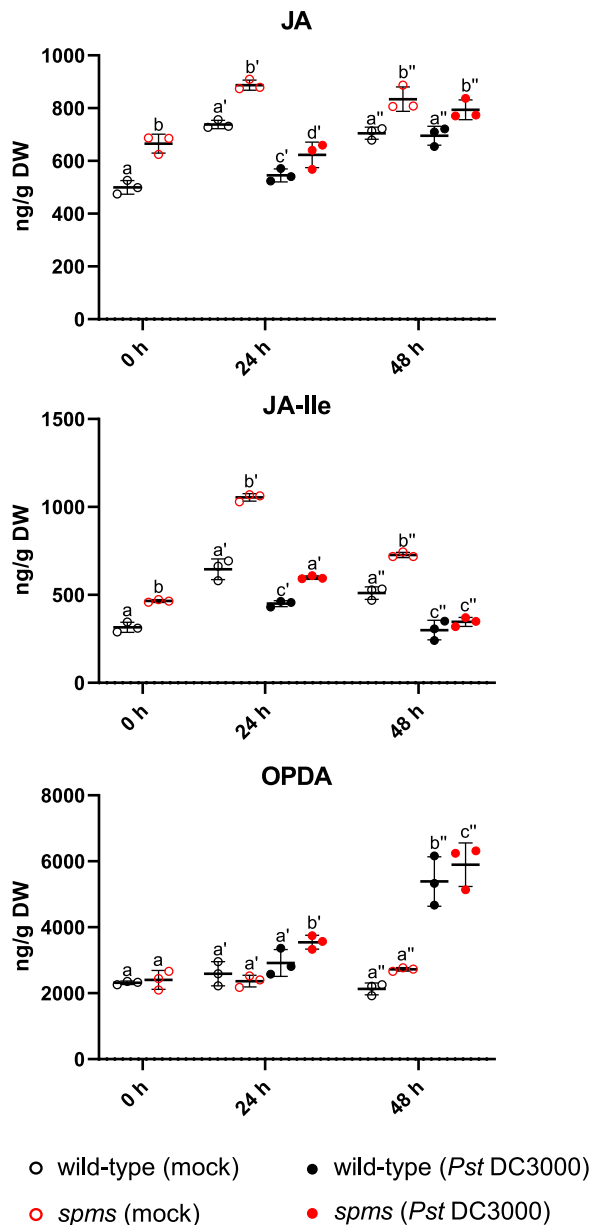 JA
ng/g DW
1000
800
600
400
200
0
a
b
a'
b'
c'
d'
a"
b"
a"
b"
0 h
24 h
48 h
JA-Ile
ng/g DW
1500
1000
500
0
a
b
a'
b'
c'
a'
a"
b"
c"
c"
0 h
24 h
48 h
OPDA
ng/g DW
8000
6000
4000
2000
0
a
a
a'
a'
a'
b'
a"
a"
b"
c"
0 h
24 h
48 h
wild-type (mock)
wild-type (Pst DC3000)
spms (mock)
spms (Pst DC3000)